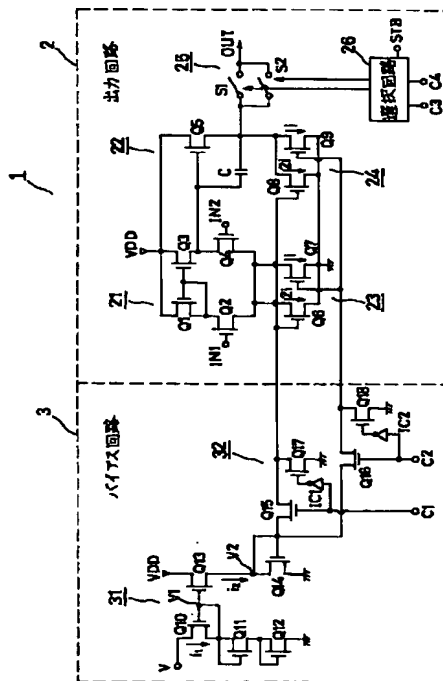 1
3
2
バイアス回路
出力回路
31
V
V1
VDD
Q10
Q13
i1
i2
V2
Q11
Q12
Q14
32
Q15
Q17
IC1
Q16
Q18
IC2
C1
C2
21
VDD
22
Q1
Q3
Q5
Q2
Q4
IN1
IN2
C
25
S1
S2
OUT
2i
i
2i
i
Q6
Q7
Q8
Q9
23
24
26
選択回路
STB
C3
C4